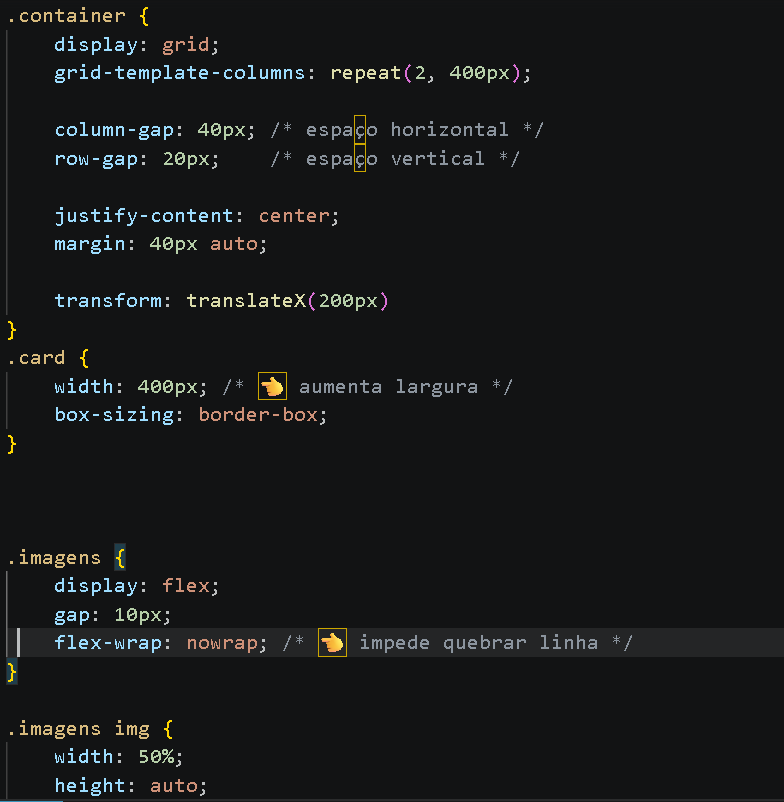 .container {
display: grid;
grid-template-columns: repeat(2, 400px);
column-gap: 40px; /* espaço horizontal */
row-gap: 20px;    /* espaço vertical */
justify-content: center;
margin: 40px auto;
transform: translateX(200px)
}
.card {
width: 400px; /* 👈 aumenta largura */
box-sizing: border-box;
}
.imagens {
display: flex;
gap: 10px;
flex-wrap: nowrap; /* 👈 impede quebrar linha */
}
.imagens img {
width: 50%;
height: auto;